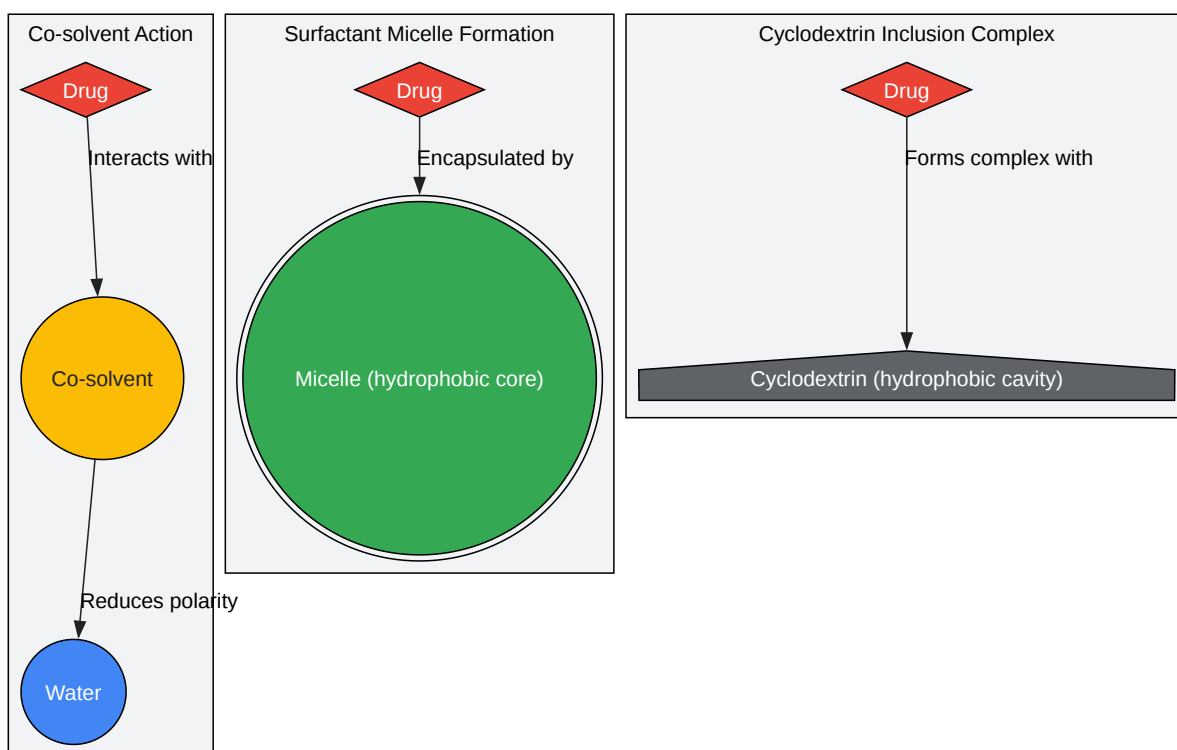 Co-solvent Action
Drug
Interacts with
Co-solvent
Reduces polarity
Water
Surfactant Micelle Formation
Drug
Encapsulated by
Micelle (hydrophobic core)
Cyclodextrin Inclusion Complex
Drug
Forms complex with
Cyclodextrin (hydrophobic cavity)